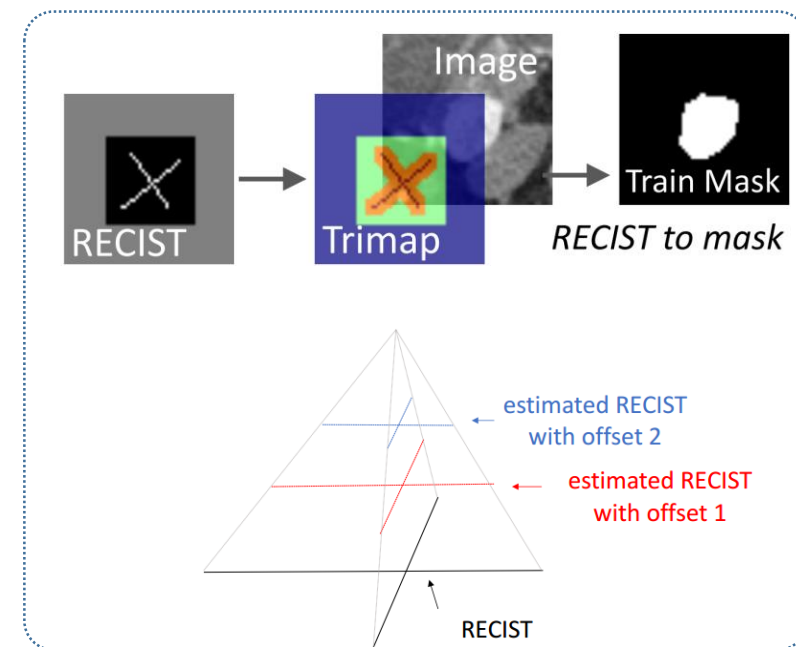 Image
RECIST
Trimap
Train Mask
RECIST to mask
estimated RECIST
with offset 2
estimated RECIST
with offset 1
RECIST